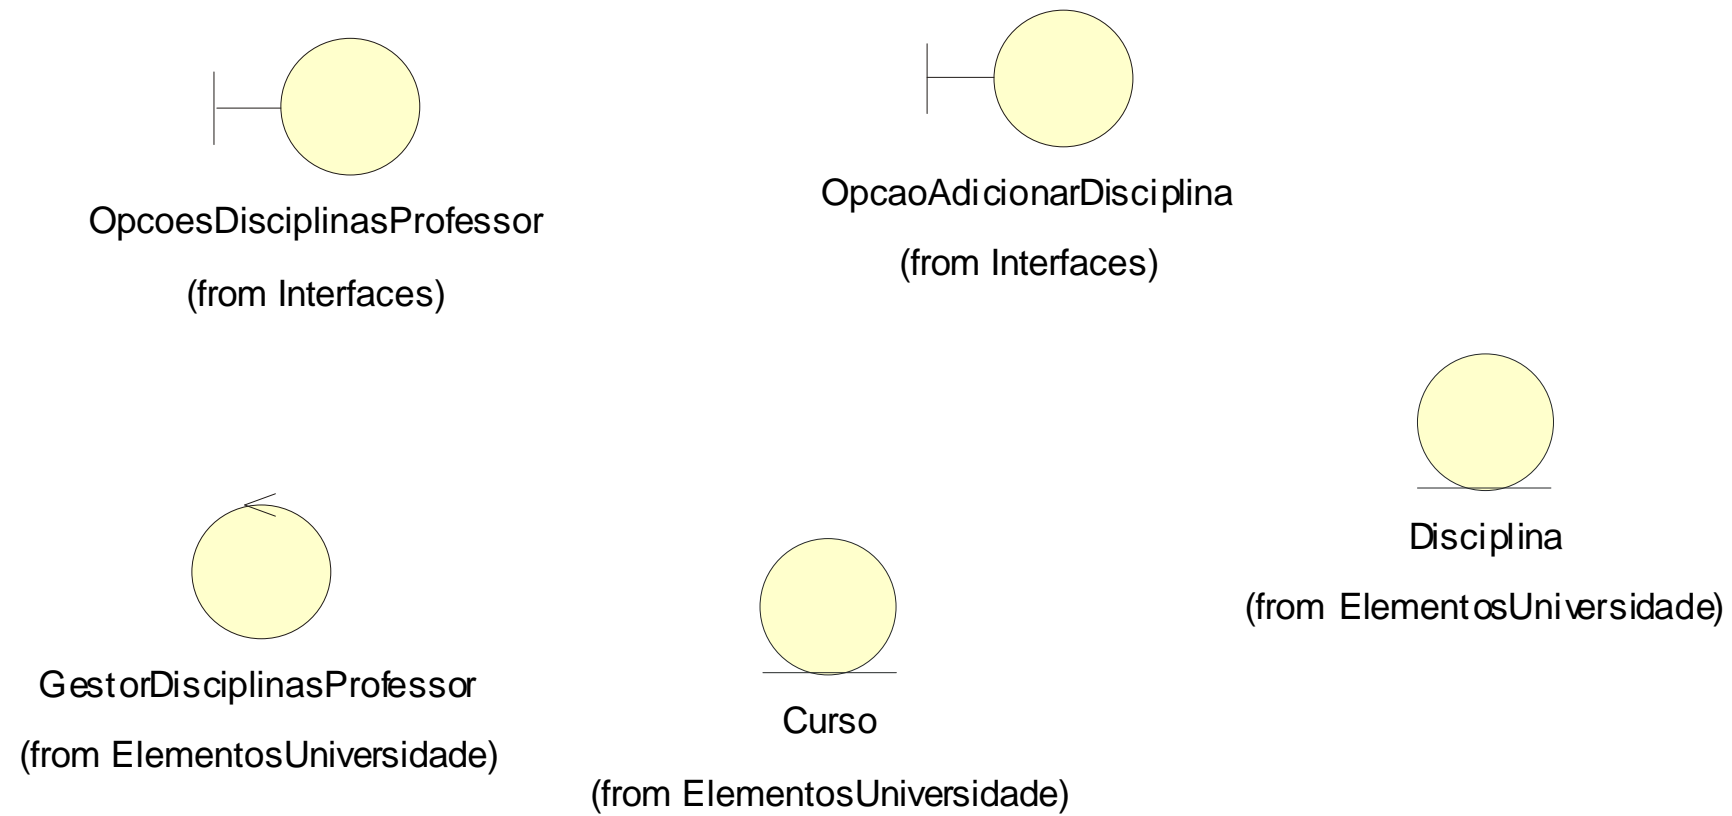 OpcoesDisciplinasProfessor
(from Interfaces)
OpcaoAdicionarDisciplina
(from Interfaces)
Disciplina
(from ElementosUniversidade)
GestorDisciplinasProfessor
(from ElementosUniversidade)
Curso
(from ElementosUniversidade)